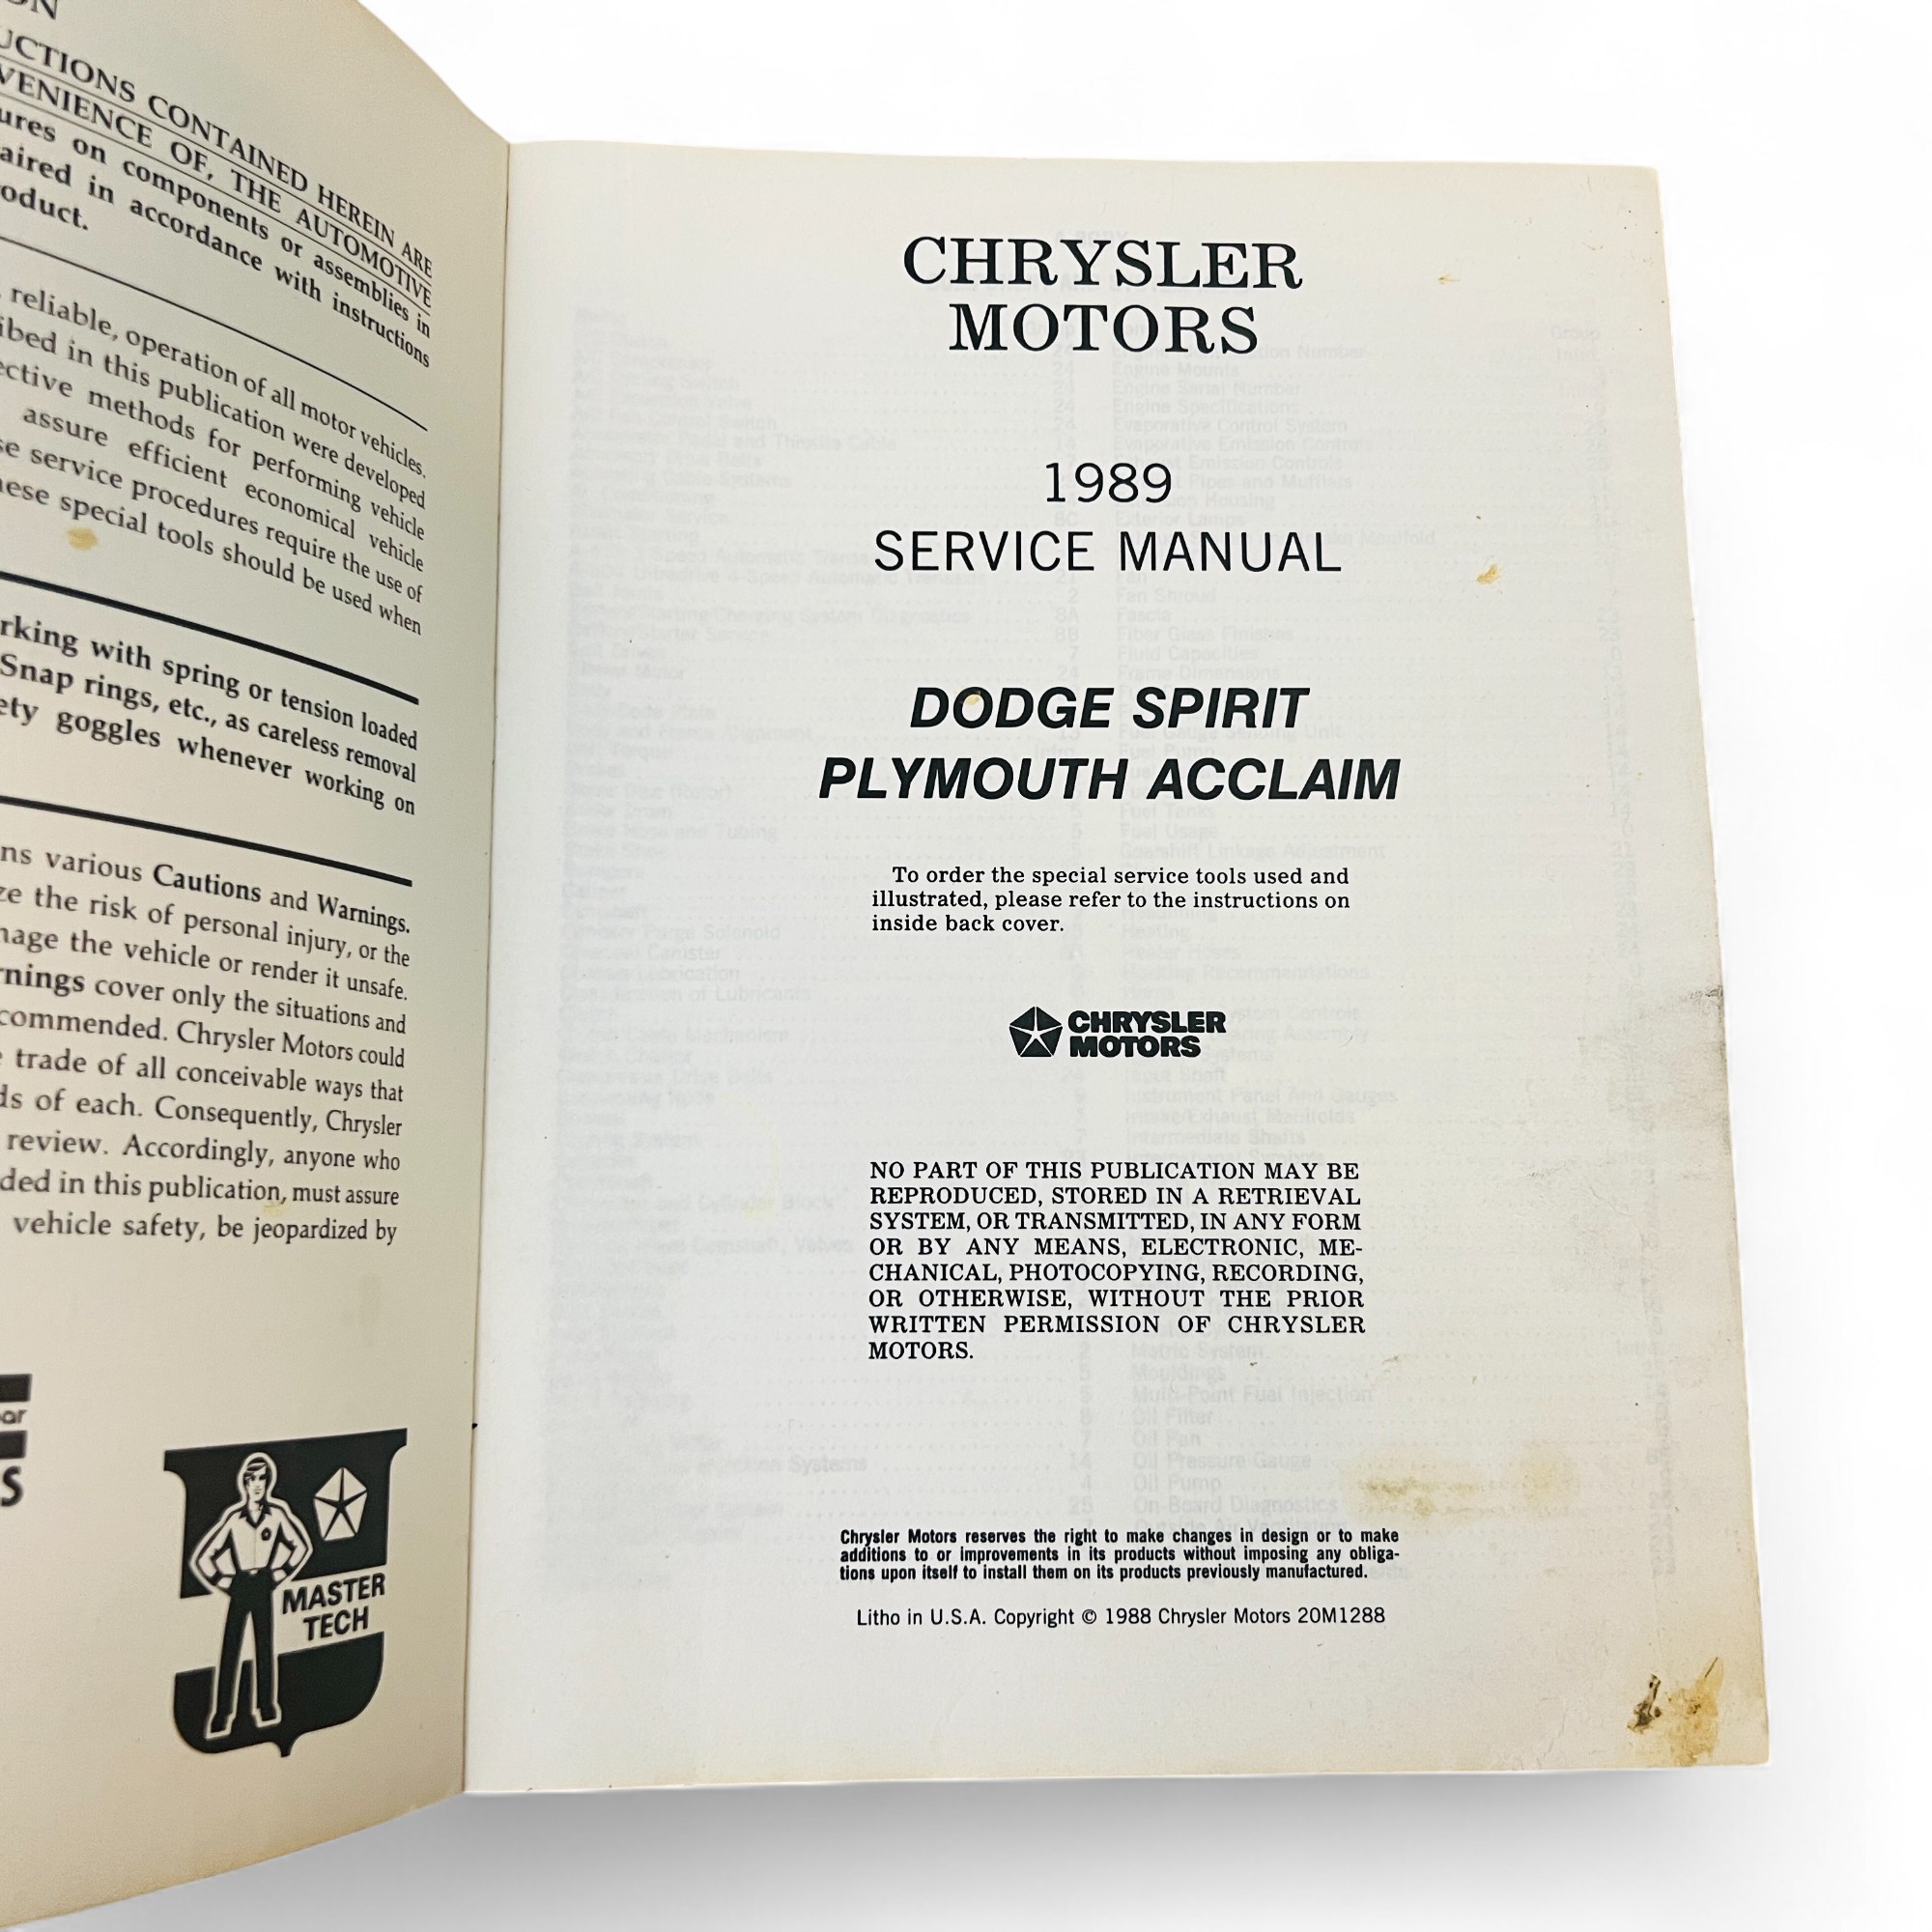 ON
UCTIONS CONTAINED HEREIN ARE
VENIENCE OF, THE AUTOMOTIVE
ures on components or assemblies in
aired in accordance with instructions
oduct.
reliable, operation of all motor vehicles.
ibed in this publication were developed
ective methods for performing vehicle
assure efficient economical vehicle
se service procedures require the use of
hese special tools should be used when
rking with spring or tension loaded
Snap rings, etc., as careless removal
ety goggles whenever working on
ns various Cautions and Warnings.
ze the risk of personal injury, or the
mage the vehicle or render it unsafe.
rnings cover only the situations and
commended. Chrysler Motors could
e trade of all conceivable ways that
ds of each. Consequently, Chrysler
review. Accordingly, anyone who
ded in this publication, must assure
vehicle safety, be jeopardized by
ar
S
MASTER
TECH
CHRYSLER
MOTORS
1989
SERVICE MANUAL
DODGE SPIRIT
PLYMOUTH ACCLAIM
To order the special service tools used and
illustrated, please refer to the instructions on
inside back cover.
CHRYSLER
MOTORS
NO PART OF THIS PUBLICATION MAY BE
REPRODUCED, STORED IN A RETRIEVAL
SYSTEM, OR TRANSMITTED, IN ANY FORM
OR BY ANY MEANS, ELECTRONIC, ME-
CHANICAL, PHOTOCOPYING, RECORDING,
OR OTHERWISE, WITHOUT THE PRIOR
WRITTEN PERMISSION OF CHRYSLER
MOTORS.
Chrysler Motors reserves the right to make changes in design or to make
additions to or improvements in its products without imposing any obliga-
tions upon itself to install them on its products previously manufactured.
Litho in U.S.A. Copyright © 1988 Chrysler Motors 20M1288